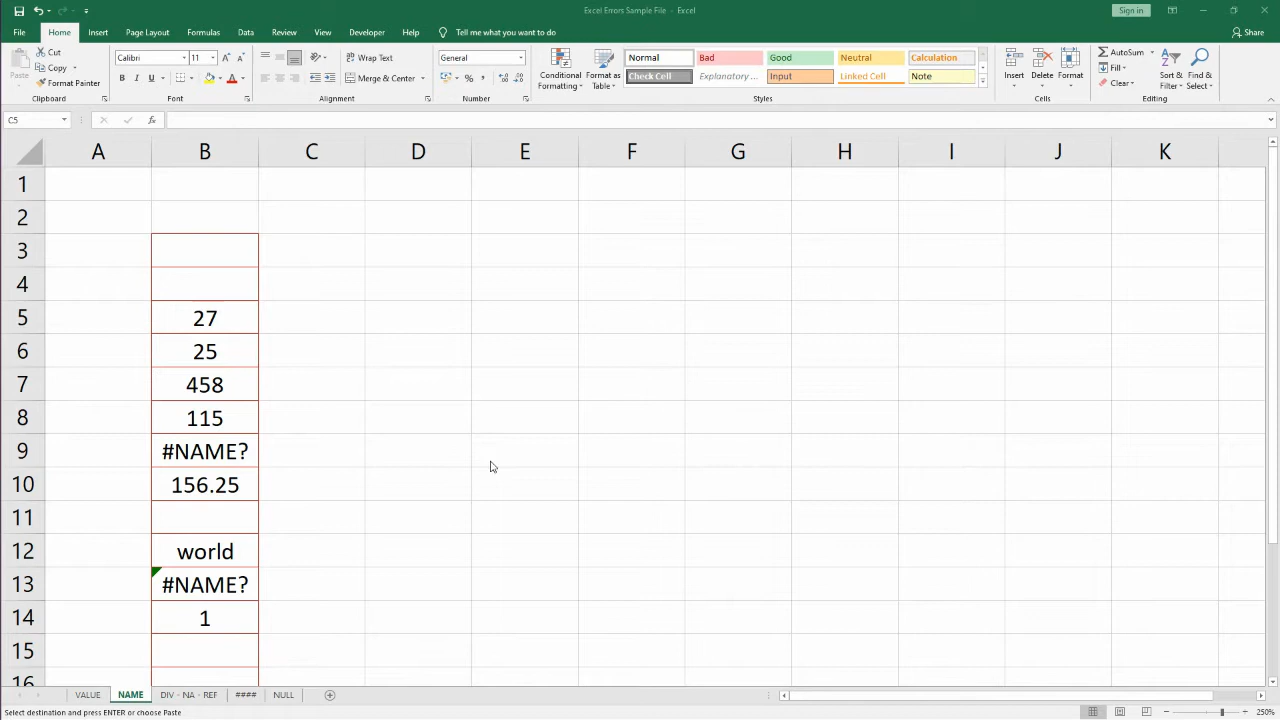 Excel Errors Sample File - Excel
Sign in
File Home Insert Page Layout Formulas Data Review View Developer Help Tell me what you want to do Share
Paste
Cut
Copy
Format Painter
Clipboard
Calibri 11
B I U A
Font
Wrap Text
Merge & Center
Alignment
General
$ % ,
Number
Conditional Formatting
Format as Table
Normal Bad Good Neutral Calculation
Check Cell Explanatory ... Input Linked Cell Note
Styles
Insert Delete Format
Cells
AutoSum
Fill
Clear
Sort & Filter
Find & Select
Editing
C5 fx
A B C D E F G H I J K
1
2
3
4
5 27
6 25
7 458
8 115
9 #NAME?
10 156.25
11
12 world
13 #NAME?
14 1
15
16
VALUE NAME DIV - NA - REF #### NULL
Select destination and press ENTER or choose Paste 250%